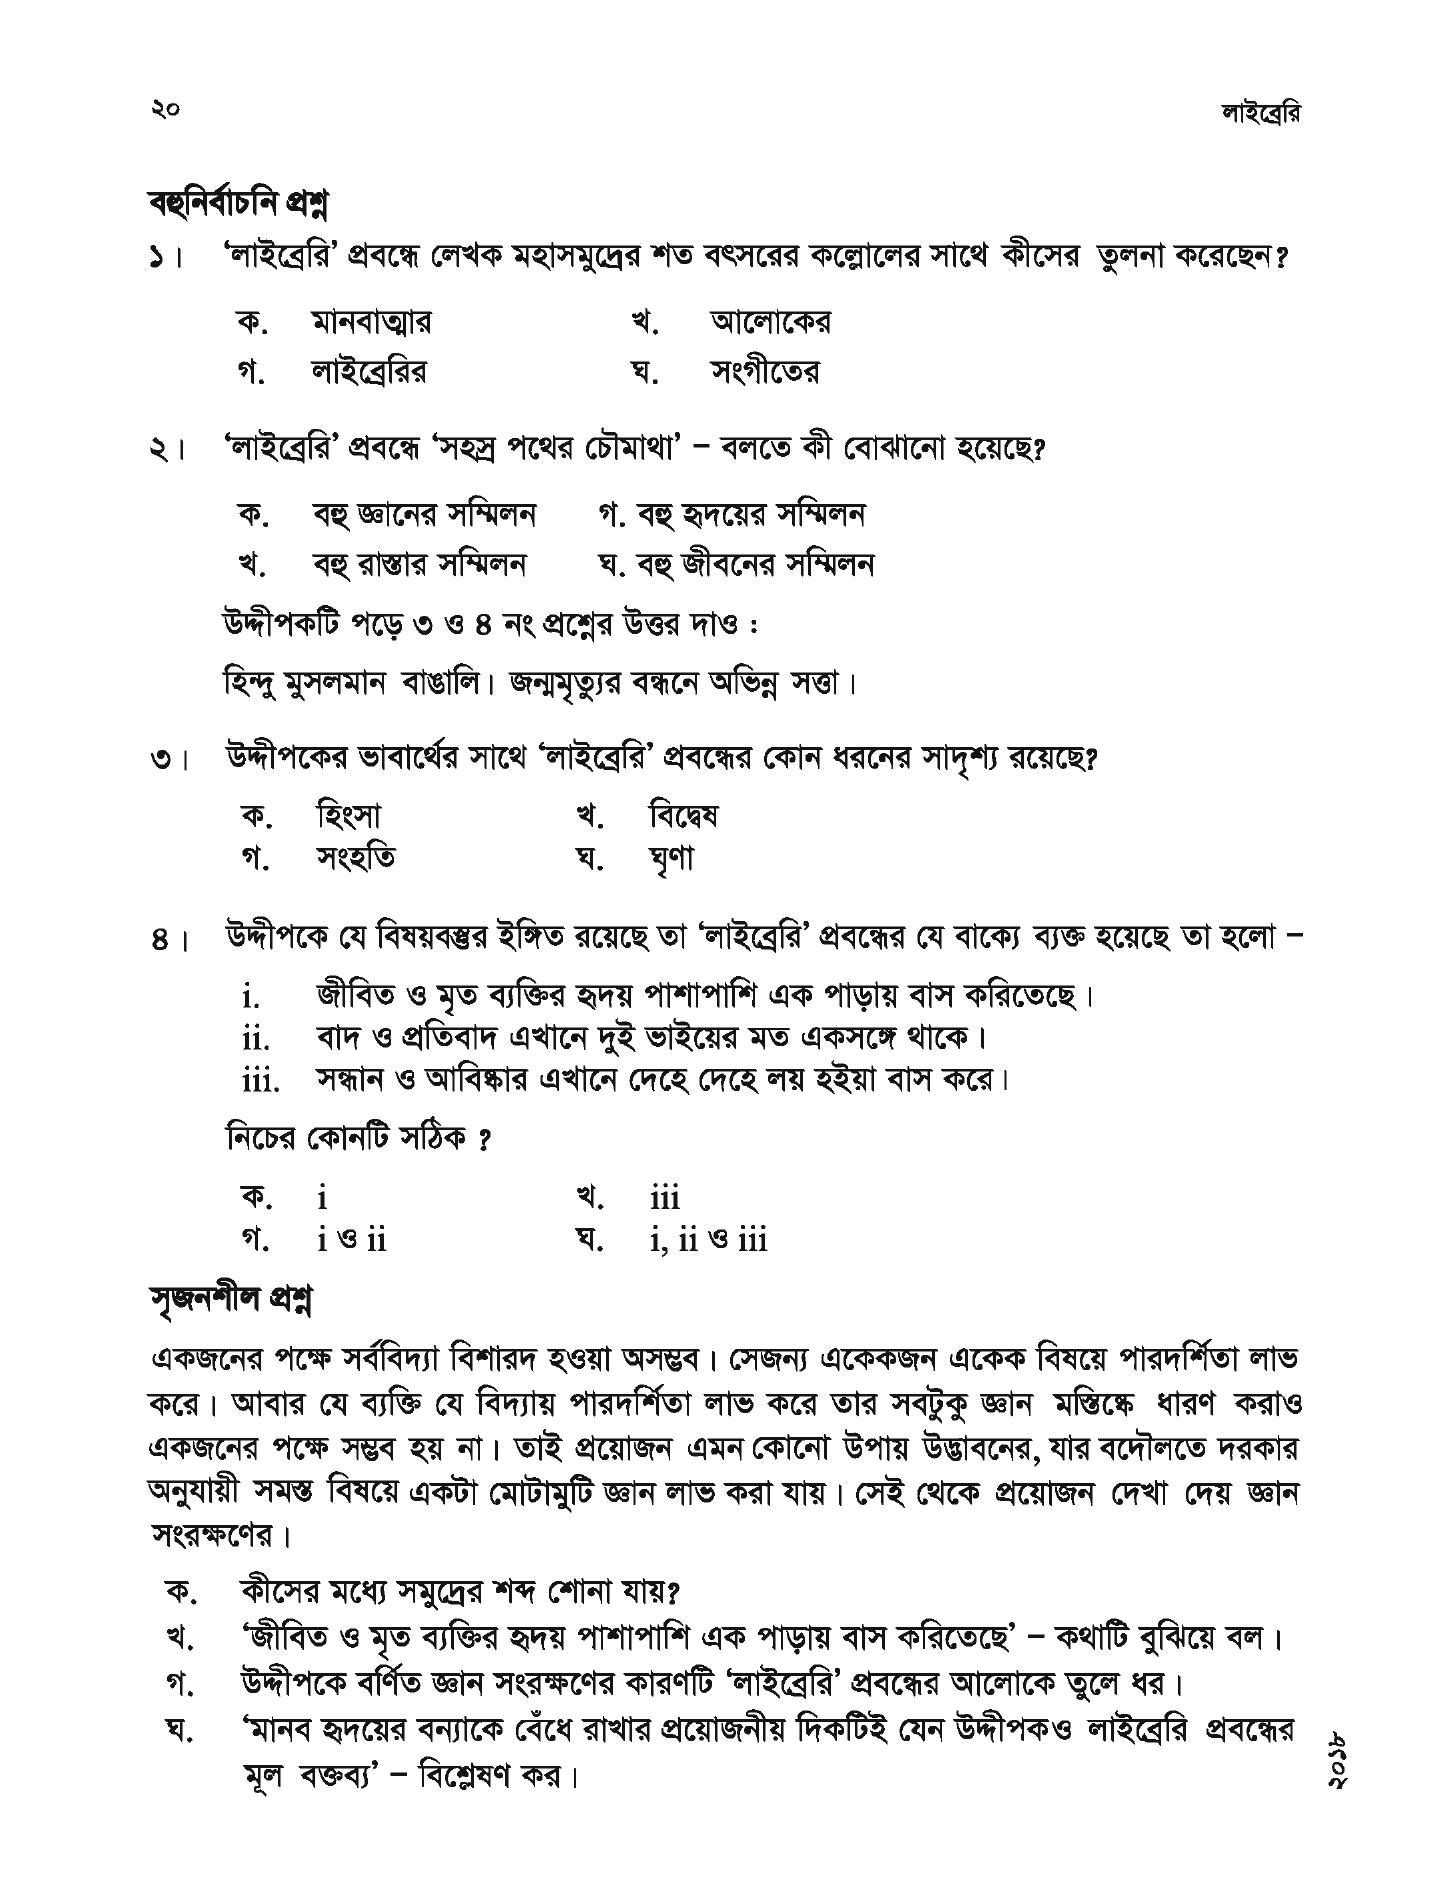 ২০ লাইব্রেরি
বহুনির্বাচনি প্রশ্ন
১। ‘লাইব্রেরি’ প্রবন্ধে লেখক মহাসমুদ্রের শত বৎসরের কল্লোলের সাথে কীসের তুলনা করেছেন?
ক. মানবাত্মার খ. আলোকের
গ. লাইব্রেরির ঘ. সংগীতের
২। ‘লাইব্রেরি’ প্রবন্ধে ‘সহস্র পথের চৌমাথা’ – বলতে কী বোঝানো হয়েছে?
ক. বহু জ্ঞানের সম্মিলন গ. বহু হৃদয়ের সম্মিলন
খ. বহু রাস্তার সম্মিলন ঘ. বহু জীবনের সম্মিলন
উদ্দীপকটি পড়ে ৩ ও ৪ নং প্রশ্নের উত্তর দাও :
হিন্দু মুসলমান বাঙালি। জন্মমৃত্যুর বন্ধনে অভিন্ন সত্তা।
৩। উদ্দীপকের ভাবার্থের সাথে ‘লাইব্রেরি’ প্রবন্ধের কোন ধরনের সাদৃশ্য রয়েছে?
ক. হিংসা খ. বিদ্বেষ
গ. সংহতি ঘ. ঘৃণা
৪। উদ্দীপকে যে বিষয়বস্তুর ইঙ্গিত রয়েছে তা ‘লাইব্রেরি’ প্রবন্ধের যে বাক্যে ব্যক্ত হয়েছে তা হলো –
i. জীবিত ও মৃত ব্যক্তির হৃদয় পাশাপাশি এক পাড়ায় বাস করিতেছে।
ii. বাদ ও প্রতিবাদ এখানে দুই ভাইয়ের মত একসঙ্গে থাকে।
iii. সন্ধান ও আবিষ্কার এখানে দেহে দেহে লয় হইয়া বাস করে।
নিচের কোনটি সঠিক ?
ক. i খ. iii
গ. i ও ii ঘ. i, ii ও iii
সৃজনশীল প্রশ্ন
একজনের পক্ষে সর্ববিদ্যা বিশারদ হওয়া অসম্ভব। সেজন্য একেকজন একেক বিষয়ে পারদর্শিতা লাভ
করে। আবার যে ব্যক্তি যে বিদ্যায় পারদর্শিতা লাভ করে তার সবটুকু জ্ঞান মস্তিষ্কে ধারণ করাও
একজনের পক্ষে সম্ভব হয় না। তাই প্রয়োজন এমন কোনো উপায় উদ্ভাবনের, যার বদৌলতে দরকার
অনুযায়ী সমস্ত বিষয়ে একটা মোটামুটি জ্ঞান লাভ করা যায়। সেই থেকে প্রয়োজন দেখা দেয় জ্ঞান
সংরক্ষণের।
ক. কীসের মধ্যে সমুদ্রের শব্দ শোনা যায়?
খ. ‘জীবিত ও মৃত ব্যক্তির হৃদয় পাশাপাশি এক পাড়ায় বাস করিতেছে’ – কথাটি বুঝিয়ে বল।
গ. উদ্দীপকে বর্ণিত জ্ঞান সংরক্ষণের কারণটি ‘লাইব্রেরি’ প্রবন্ধের আলোকে তুলে ধর।
ঘ. ‘মানব হৃদয়ের বন্যাকে বেঁধে রাখার প্রয়োজনীয় দিকটিই যেন উদ্দীপকও লাইব্রেরি প্রবন্ধের
মূল বক্তব্য’ – বিশ্লেষণ কর।
২০১৮